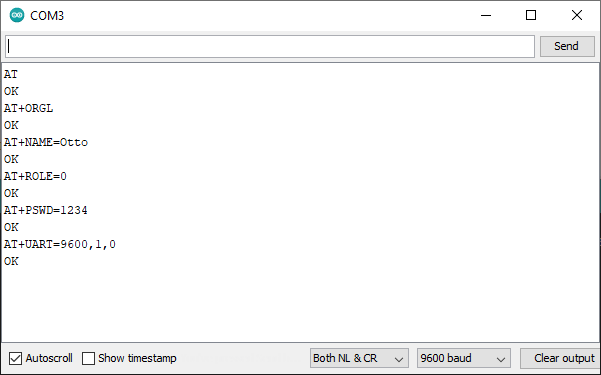 COM3
Send
AT
OK
AT+ORGL
OK
AT+NAME=Otto
OK
AT+ROLE=0
OK
AT+PSWD=1234
OK
AT+UART=9600,1,0
OK
Autoscroll Show timestamp Both NL & CR 9600 baud Clear output